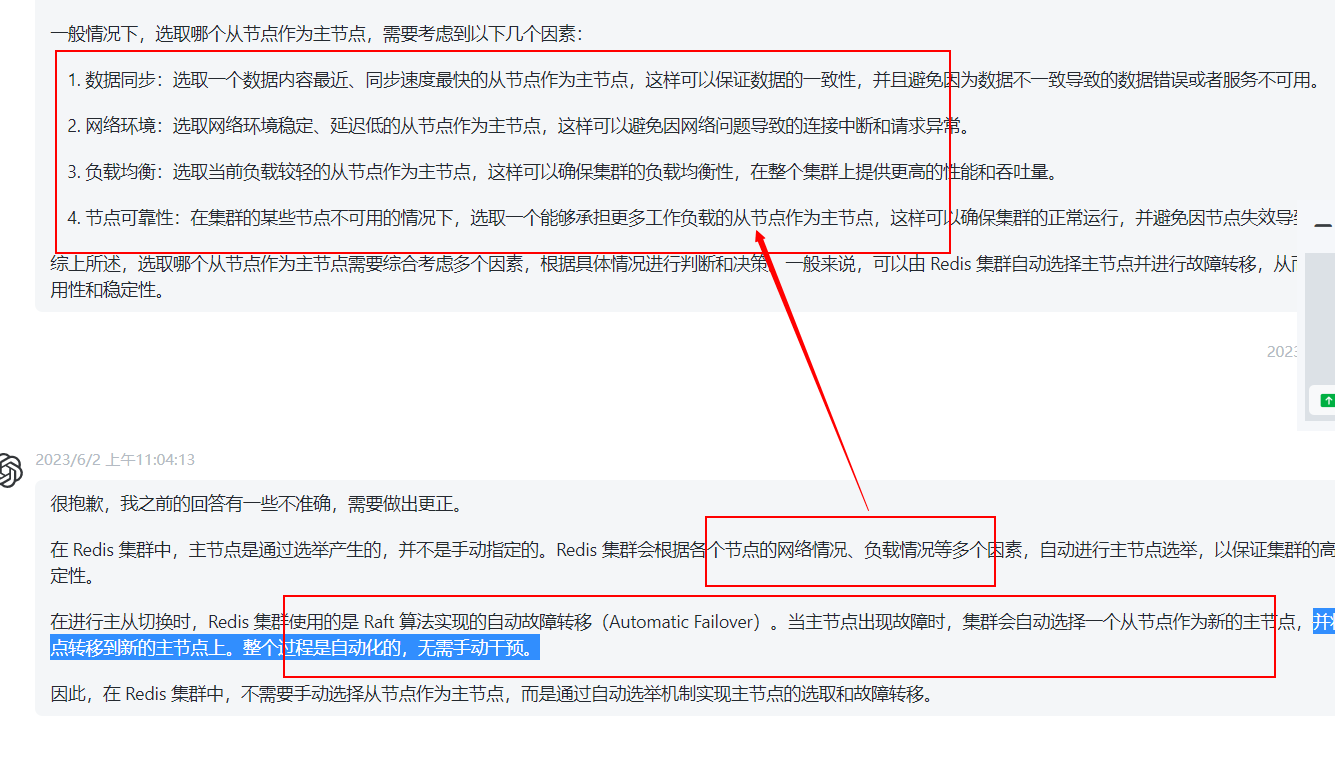 一般情况下，选取哪个从节点作为主节点，需要考虑到以下几个因素：
1. 数据同步：选取一个数据内容最近、同步速度最快的从节点作为主节点，这样可以保证数据的一致性，并且避免因为数据不一致导致的数据错误或者服务不可用。
2. 网络环境：选取网络环境稳定、延迟低的从节点作为主节点，这样可以避免因网络问题导致的连接中断和请求异常。
3. 负载均衡：选取当前负载较轻的从节点作为主节点，这样可以确保集群的负载均衡性，在整个集群上提供更高的性能和吞吐量。
4. 节点可靠性：在集群的某些节点不可用的情况下，选取一个能够承担更多工作负载的从节点作为主节点，这样可以确保集群的正常运行，并避免因节点失效导
综上所述，选取哪个从节点作为主节点需要综合考虑多个因素，根据具体情况进行判断和决策。一般来说，可以由 Redis 集群自动选择主节点并进行故障转移，从而
用性和稳定性。
2023
2023/6/2 上午11:04:13
很抱歉，我之前的回答有一些不准确，需要做出更正。
在 Redis 集群中，主节点是通过选举产生的，并不是手动指定的。Redis 集群会根据各个节点的网络情况、负载情况等多个因素，自动进行主节点选举，以保证集群的高
定性。
在进行主从切换时，Redis 集群使用的是 Raft 算法实现的自动故障转移（Automatic Failover）。当主节点出现故障时，集群会自动选择一个从节点作为新的主节点，并
点转移到新的主节点上。整个过程是自动化的，无需手动干预。
因此，在 Redis 集群中，不需要手动选择从节点作为主节点，而是通过自动选举机制实现主节点的选取和故障转移。